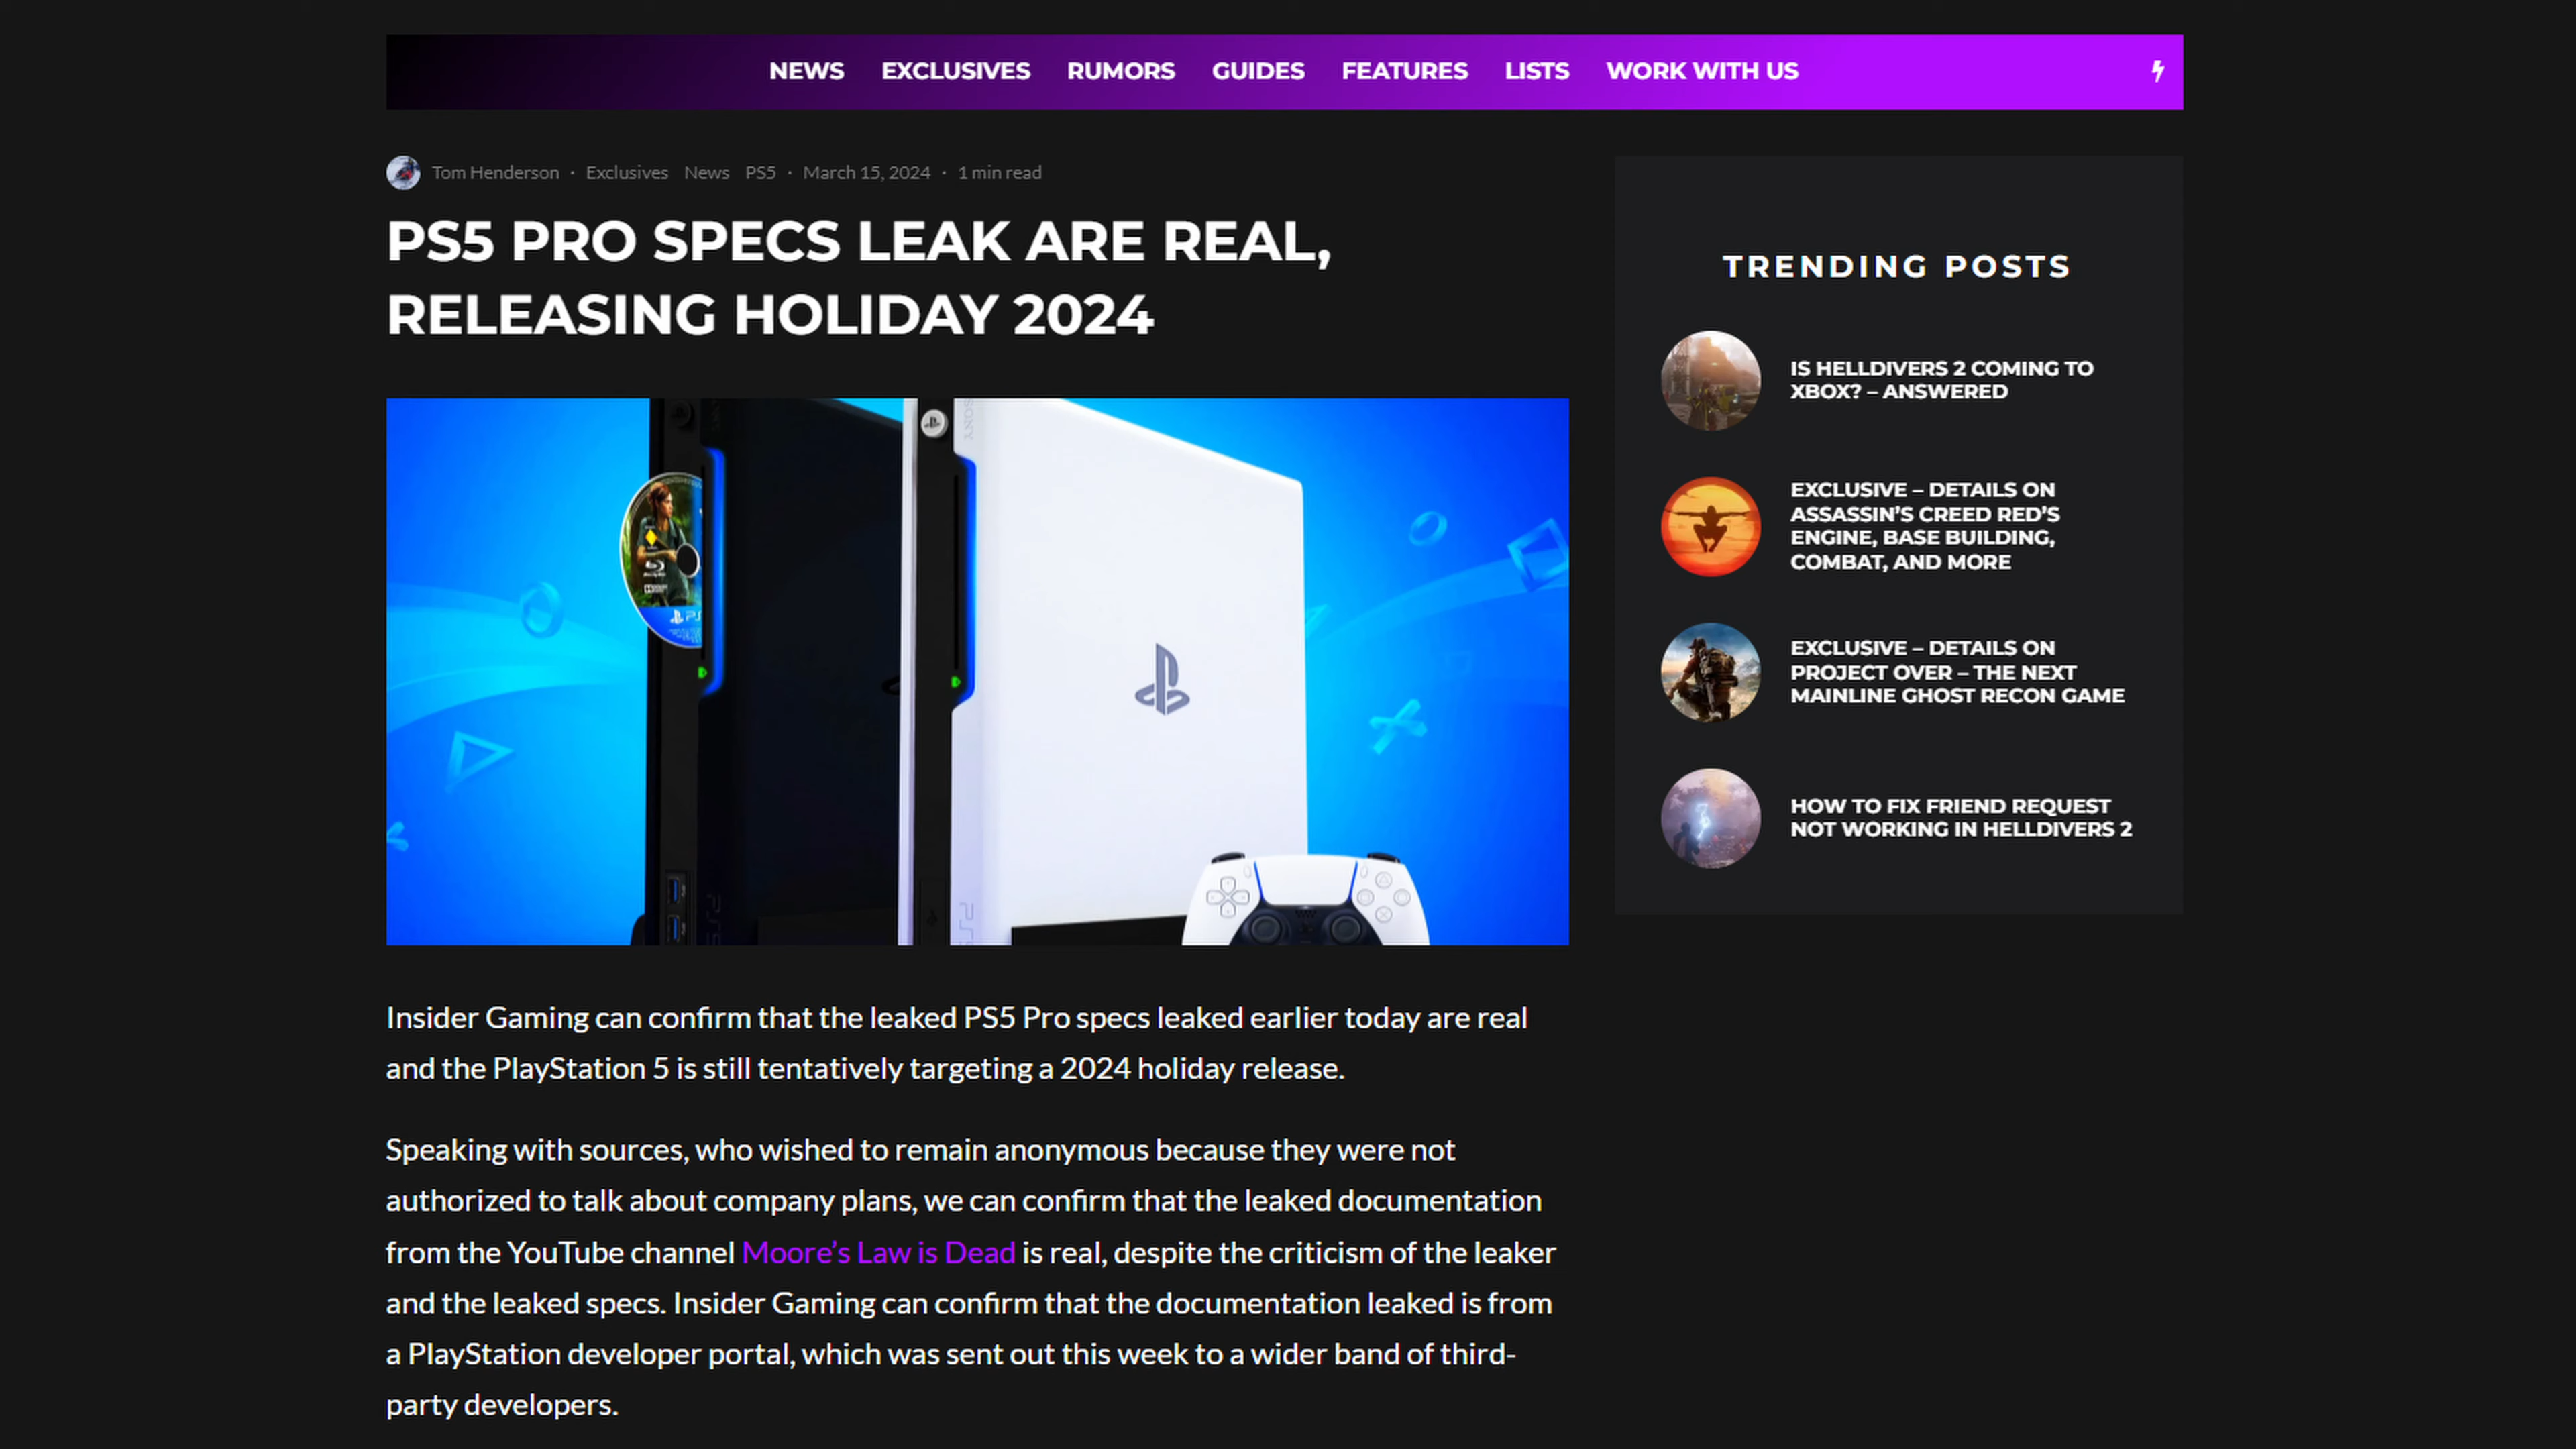 NEWS EXCLUSIVES RUMORS GUIDES FEATURES LISTS WORK WITH US
Tom Henderson · Exclusives News PS5 · March 15, 2024 · 1 min read
PS5 PRO SPECS LEAK ARE REAL,
RELEASING HOLIDAY 2024
SONY
Insider Gaming can confirm that the leaked PS5 Pro specs leaked earlier today are real
and the PlayStation 5 is still tentatively targeting a 2024 holiday release.
Speaking with sources, who wished to remain anonymous because they were not
authorized to talk about company plans, we can confirm that the leaked documentation
from the YouTube channel Moore’s Law is Dead is real, despite the criticism of the leaker
and the leaked specs. Insider Gaming can confirm that the documentation leaked is from
a PlayStation developer portal, which was sent out this week to a wider band of third-
party developers.
TRENDING POSTS
IS HELLDIVERS 2 COMING TO
XBOX? – ANSWERED
EXCLUSIVE – DETAILS ON
ASSASSIN’S CREED RED’S
ENGINE, BASE BUILDING,
COMBAT, AND MORE
EXCLUSIVE – DETAILS ON
PROJECT OVER – THE NEXT
MAINLINE GHOST RECON GAME
HOW TO FIX FRIEND REQUEST
NOT WORKING IN HELLDIVERS 2